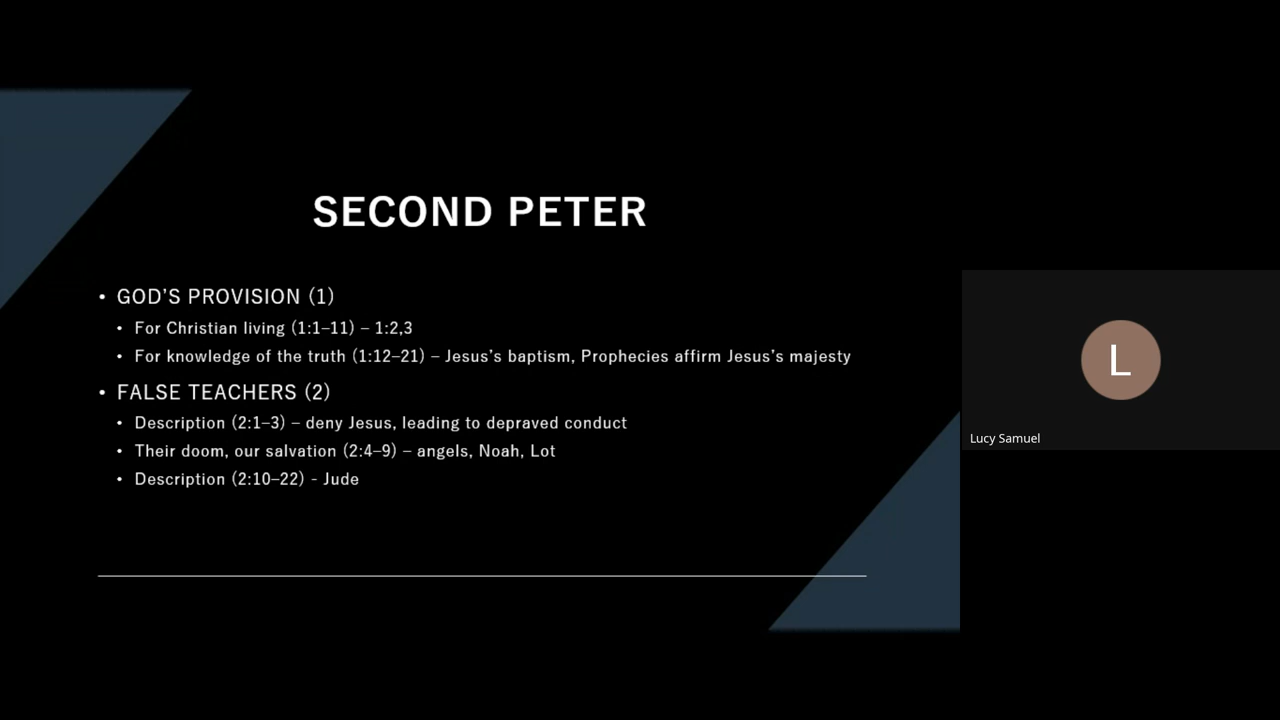 SECOND PETER
• GOD’S PROVISION (1)
• For Christian living (1:1–11) – 1:2,3
• For knowledge of the truth (1:12–21) – Jesus’s baptism, Prophecies affirm Jesus’s majesty
• FALSE TEACHERS (2)
• Description (2:1–3) – deny Jesus, leading to depraved conduct
• Their doom, our salvation (2:4–9) – angels, Noah, Lot
• Description (2:10–22) - Jude
L
Lucy Samuel